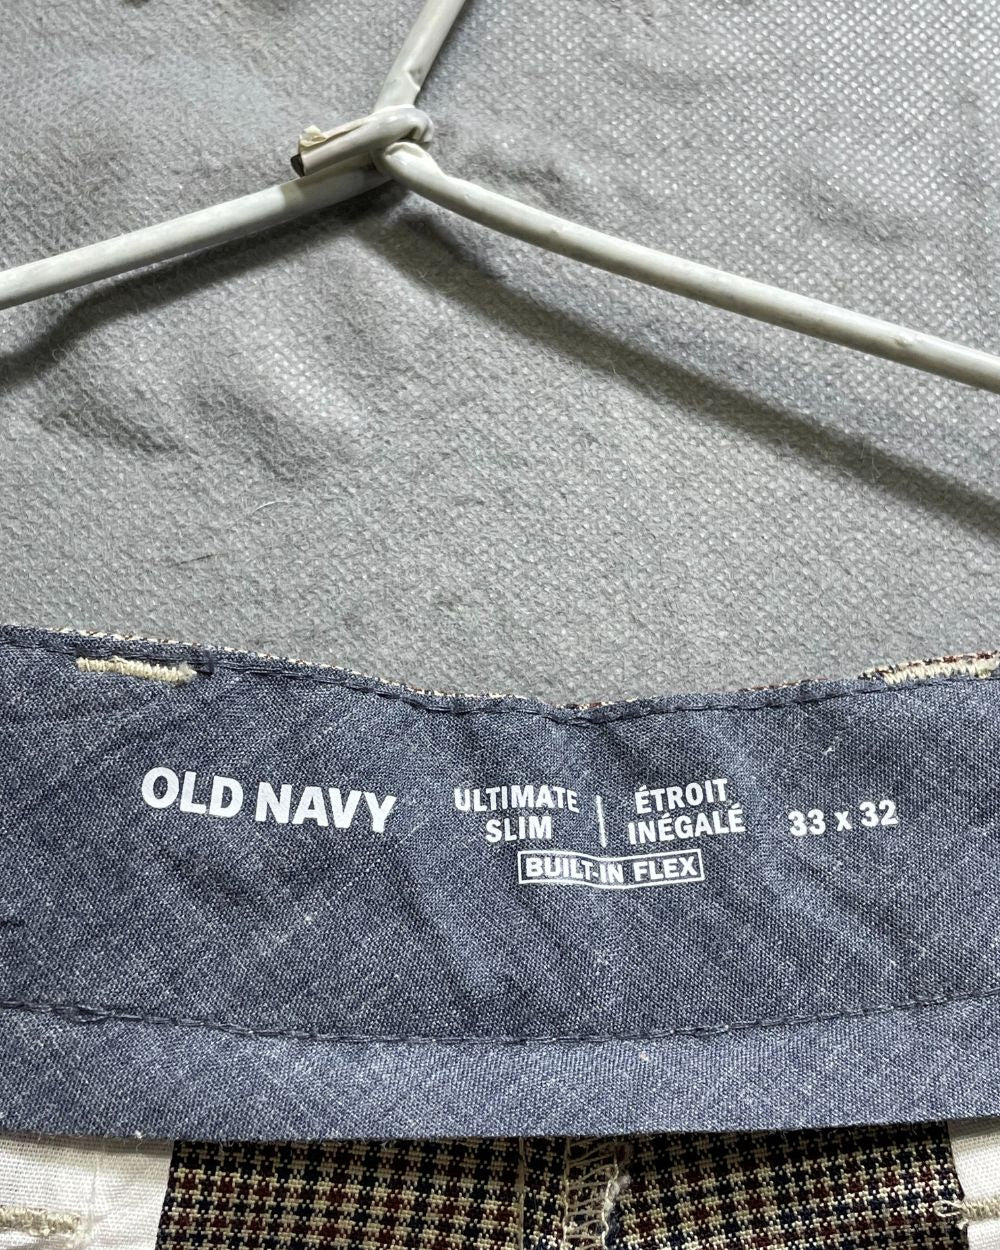 OLD NAVY
ULTIMATE SLIM | ÉTROIT INÉGALÉ
BUILT-IN FLEX
33 x 32